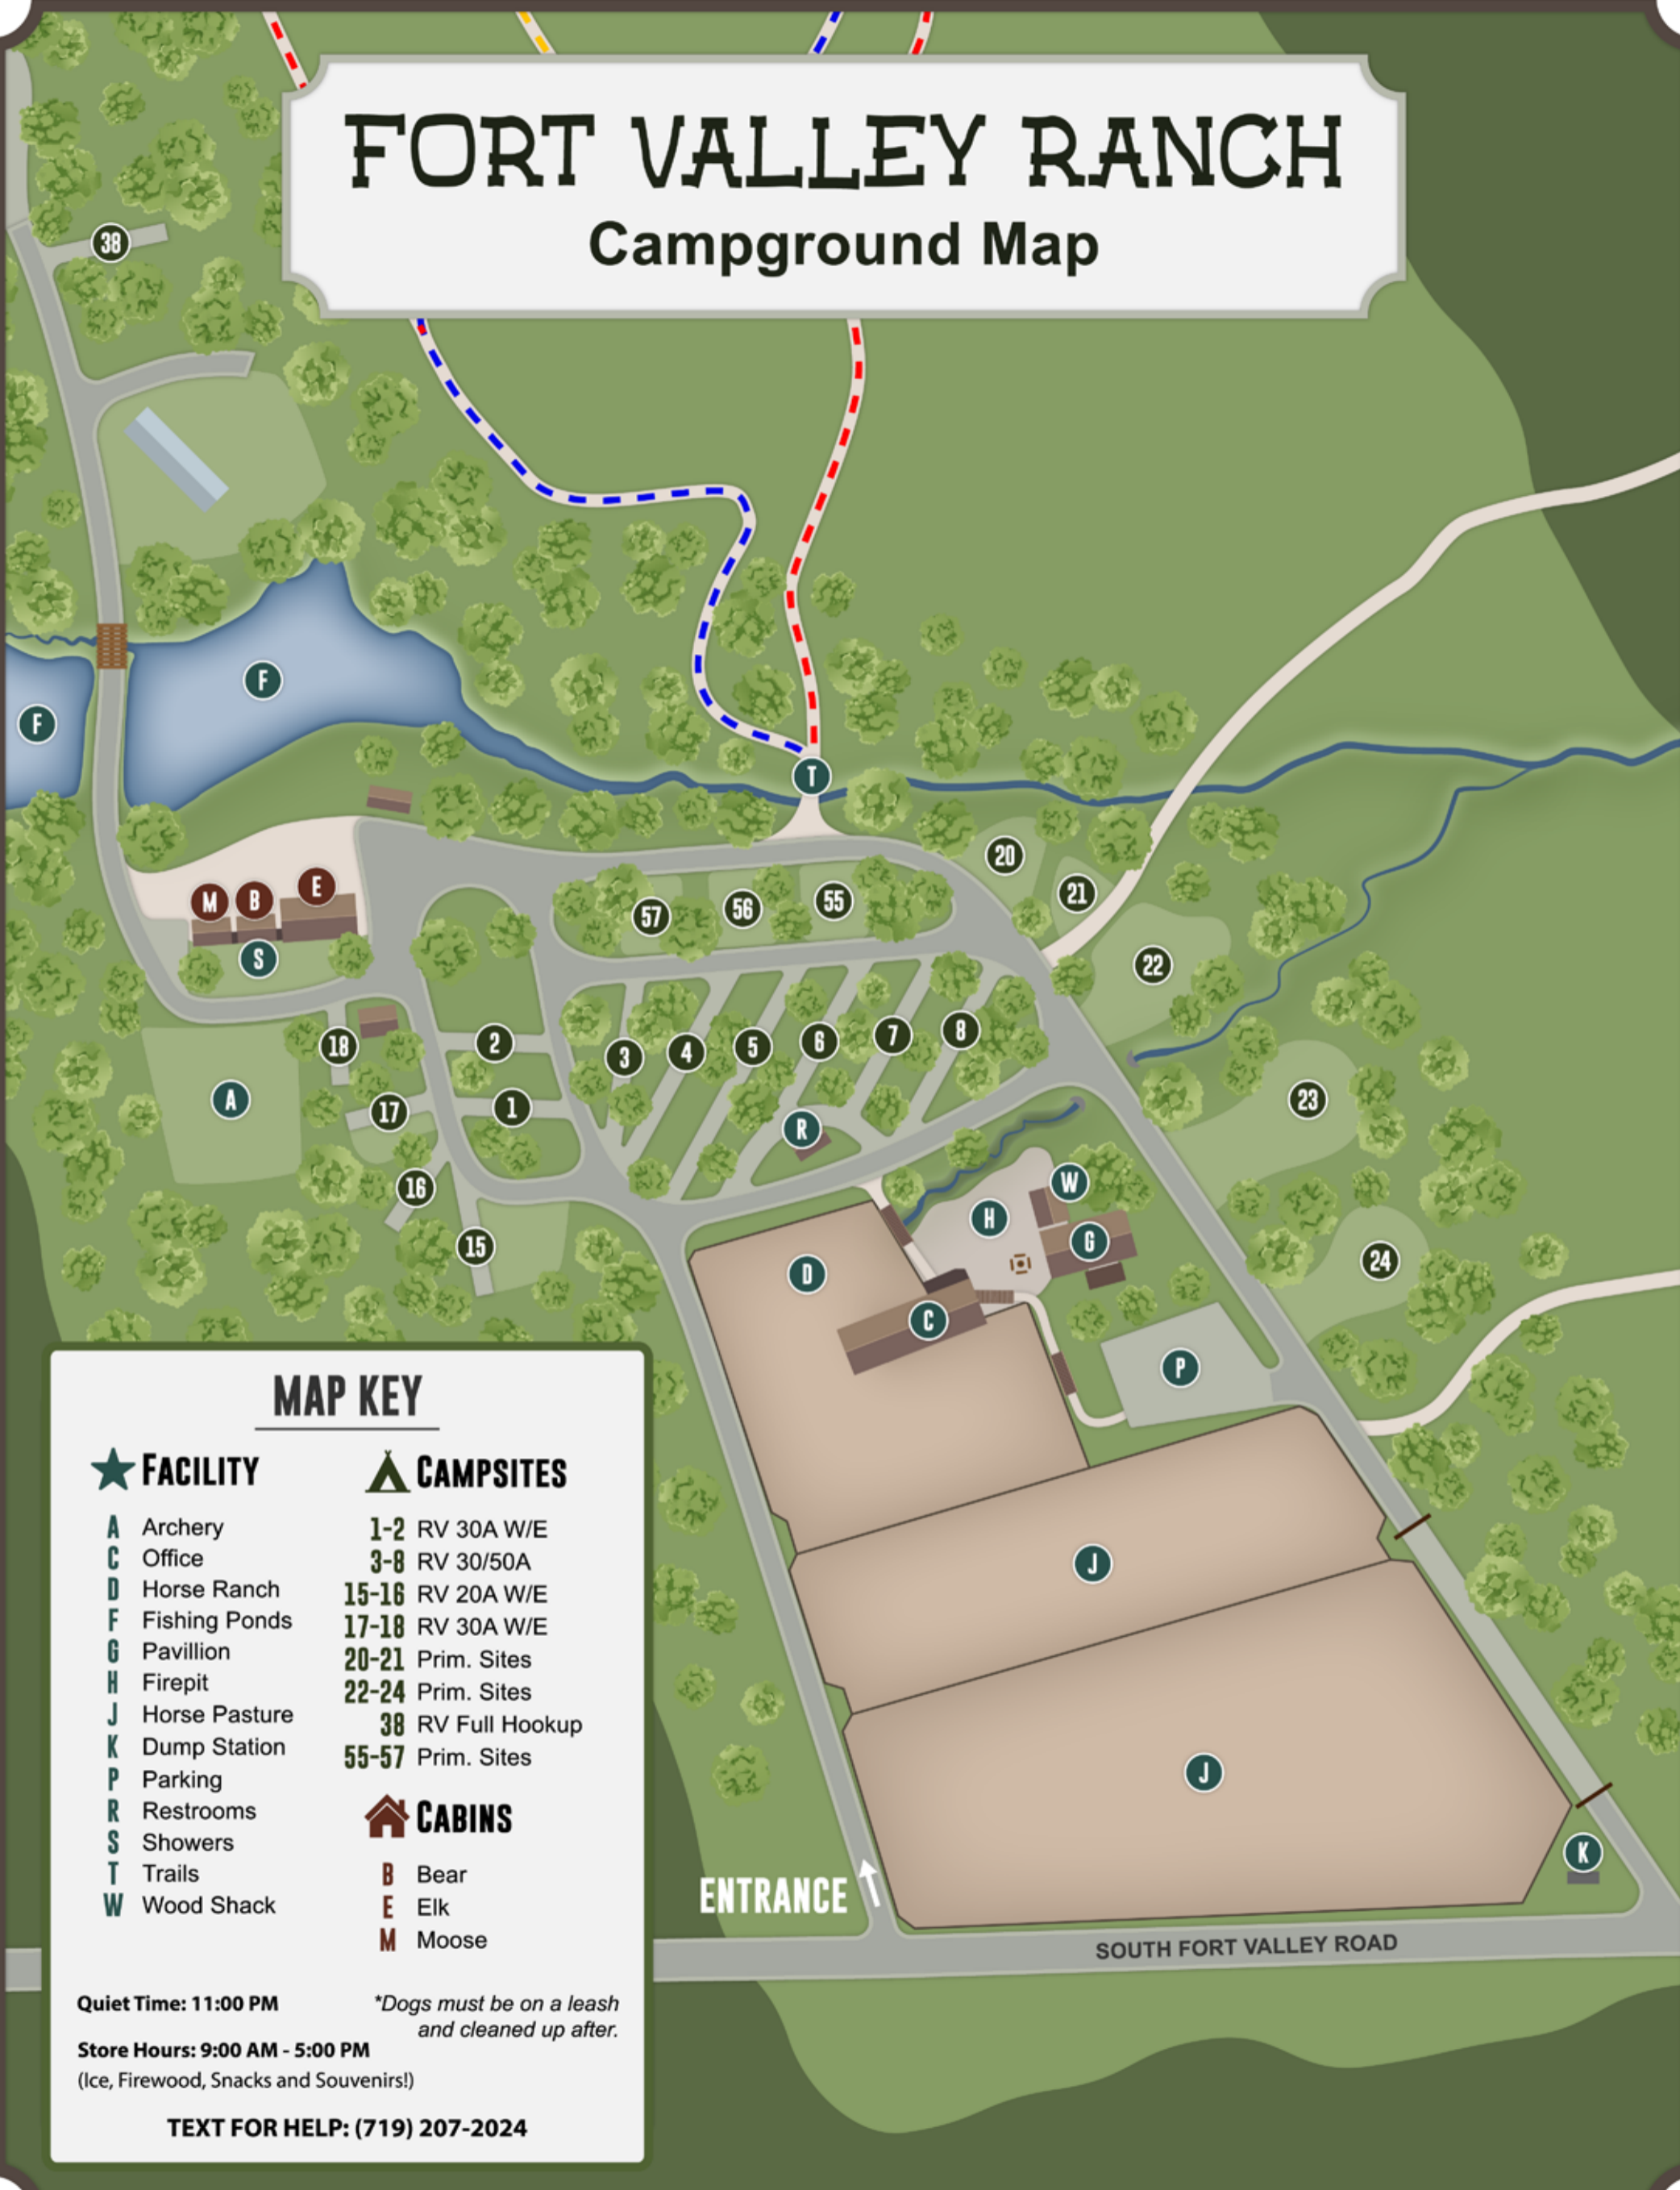 FORT VALLEY RANCH
Campground Map
38
F
F
T
20
21
M
B
E
57
56
55
S
22
18
2
3
4
5
6
7
8
A
17
1
R
23
16
W
15
H
G
24
D
C
P
J
J
K
ENTRANCE
SOUTH FORT VALLEY ROAD
MAP KEY
FACILITY
A Archery
C Office
D Horse Ranch
F Fishing Ponds
G Pavillion
H Firepit
J Horse Pasture
K Dump Station
P Parking
R Restrooms
S Showers
T Trails
W Wood Shack
CAMPSITES
1-2 RV 30A W/E
3-8 RV 30/50A
15-16 RV 20A W/E
17-18 RV 30A W/E
20-21 Prim. Sites
22-24 Prim. Sites
38 RV Full Hookup
55-57 Prim. Sites
CABINS
B Bear
E Elk
M Moose
Quiet Time: 11:00 PM
*Dogs must be on a leash
and cleaned up after.
Store Hours: 9:00 AM - 5:00 PM
(Ice, Firewood, Snacks and Souvenirs!)
TEXT FOR HELP: (719) 207-2024